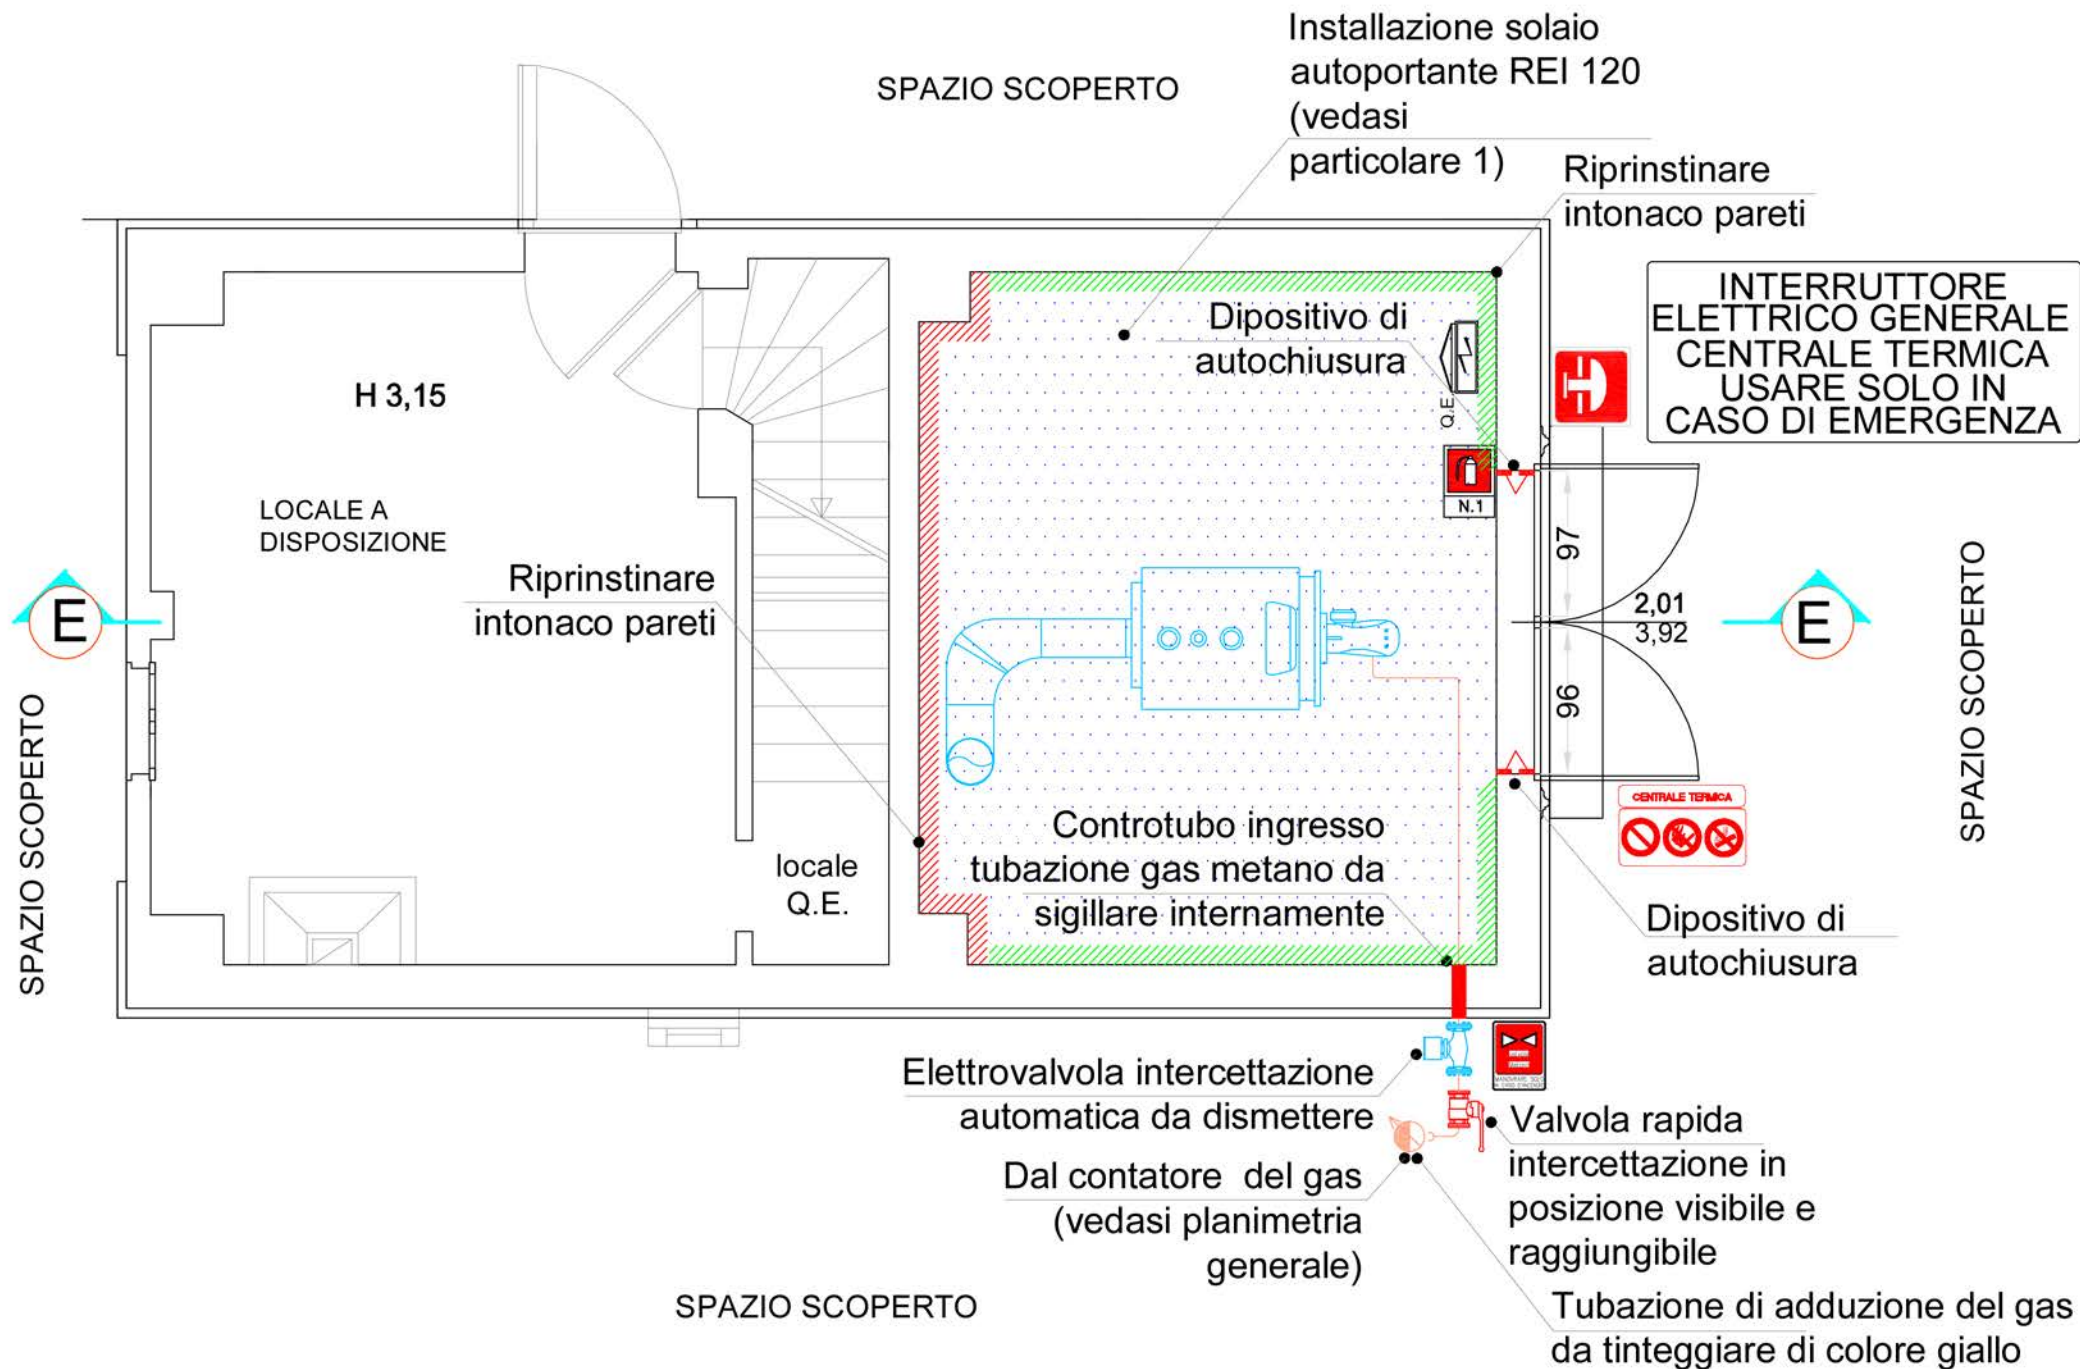 Installazione solaio
autoportante REI 120
(vedasi
particolare 1)
SPAZIO SCOPERTO
Riprinstinare
intonaco pareti
INTERRUTTORE
ELETTRICO GENERALE
CENTRALE TERMICA
USARE SOLO IN
CASO DI EMERGENZA
Dipositivo di
autochiusura
H 3,15
Q.E.
N.1
LOCALE A
DISPOSIZIONE
97
SPAZIO SCOPERTO
Riprinstinare
intonaco pareti
E
2,01
3,92
E
96
SPAZIO SCOPERTO
CENTRALE TERMICA
Controtubo ingresso
tubazione gas metano da
sigillare internamente
locale
Q.E.
Dipositivo di
autochiusura
Elettrovalvola intercettazione
automatica da dismettere
Valvola rapida
intercettazione in
posizione visibile e
raggiungibile
Dal contatore del gas
(vedasi planimetria
generale)
SPAZIO SCOPERTO
Tubazione di adduzione del gas
da tinteggiare di colore giallo